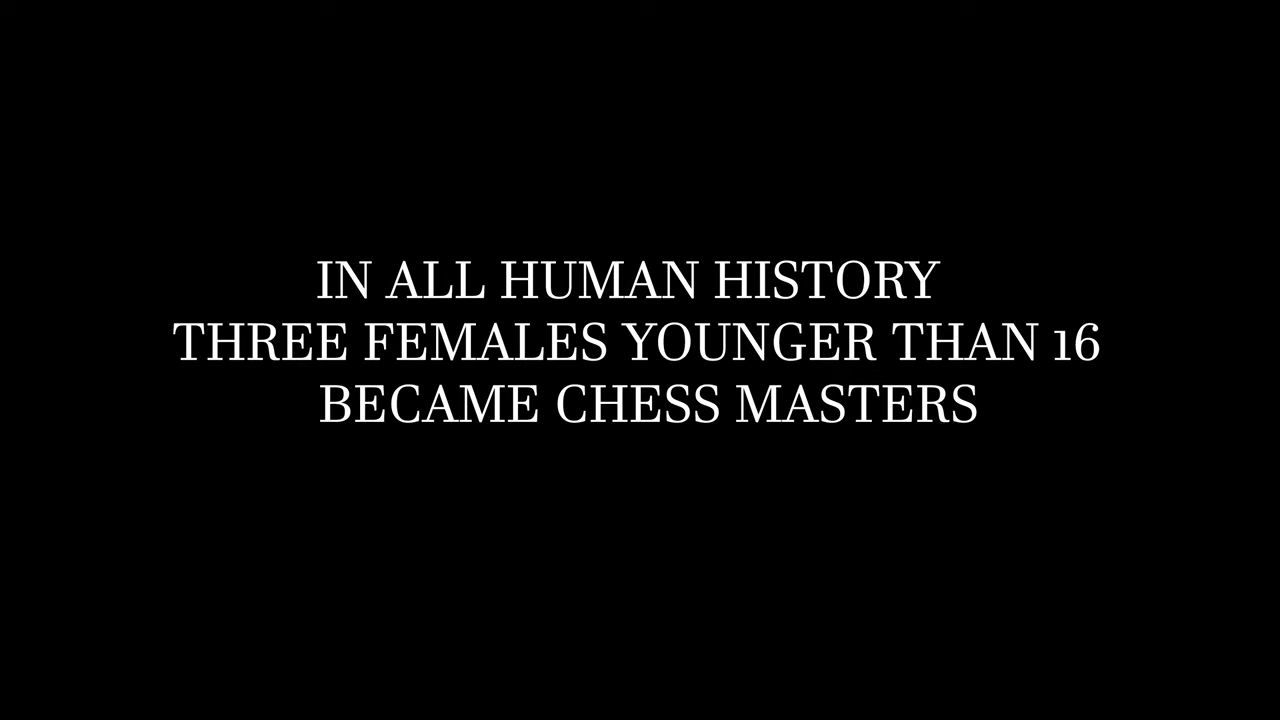 IN ALL HUMAN HISTORY
THREE FEMALES YOUNGER THAN 16
BECAME CHESS MASTERS